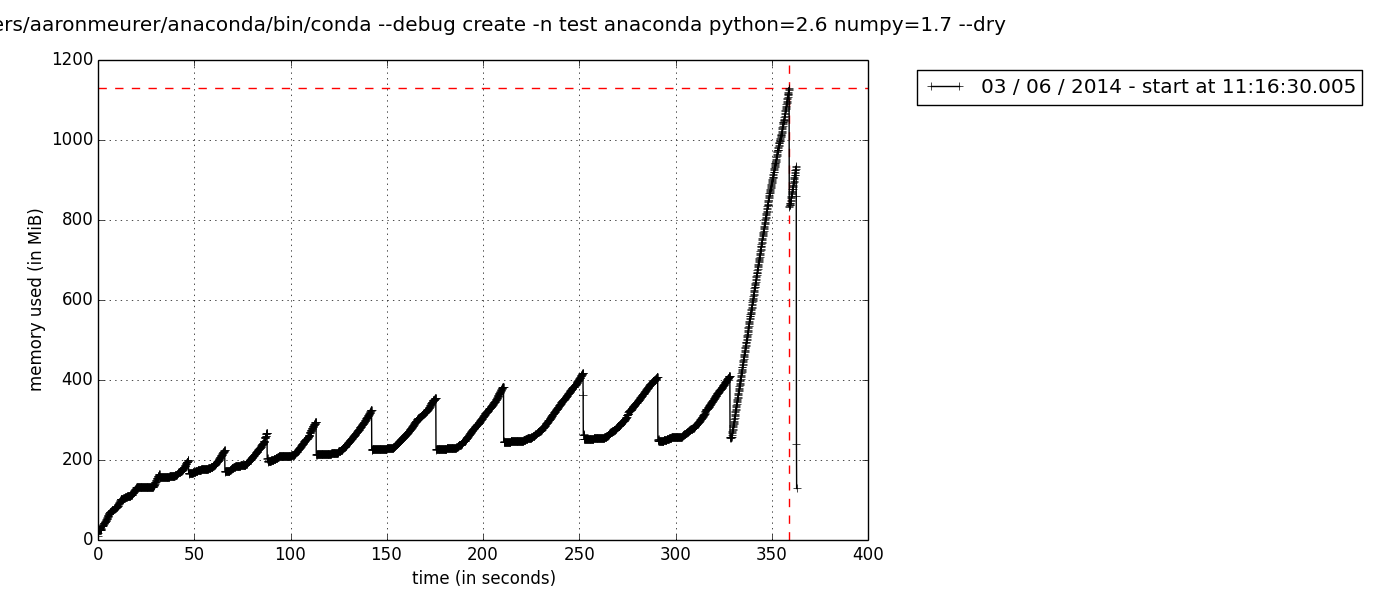 ers/aaronmeurer/anaconda/bin/conda --debug create -n test anaconda python=2.6 numpy=1.7 --dry
03 / 06 / 2014 - start at 11:16:30.005
1200
1000
800
600
400
200
0
memory used (in MiB)
0 50 100 150 200 250 300 350 400
time (in seconds)